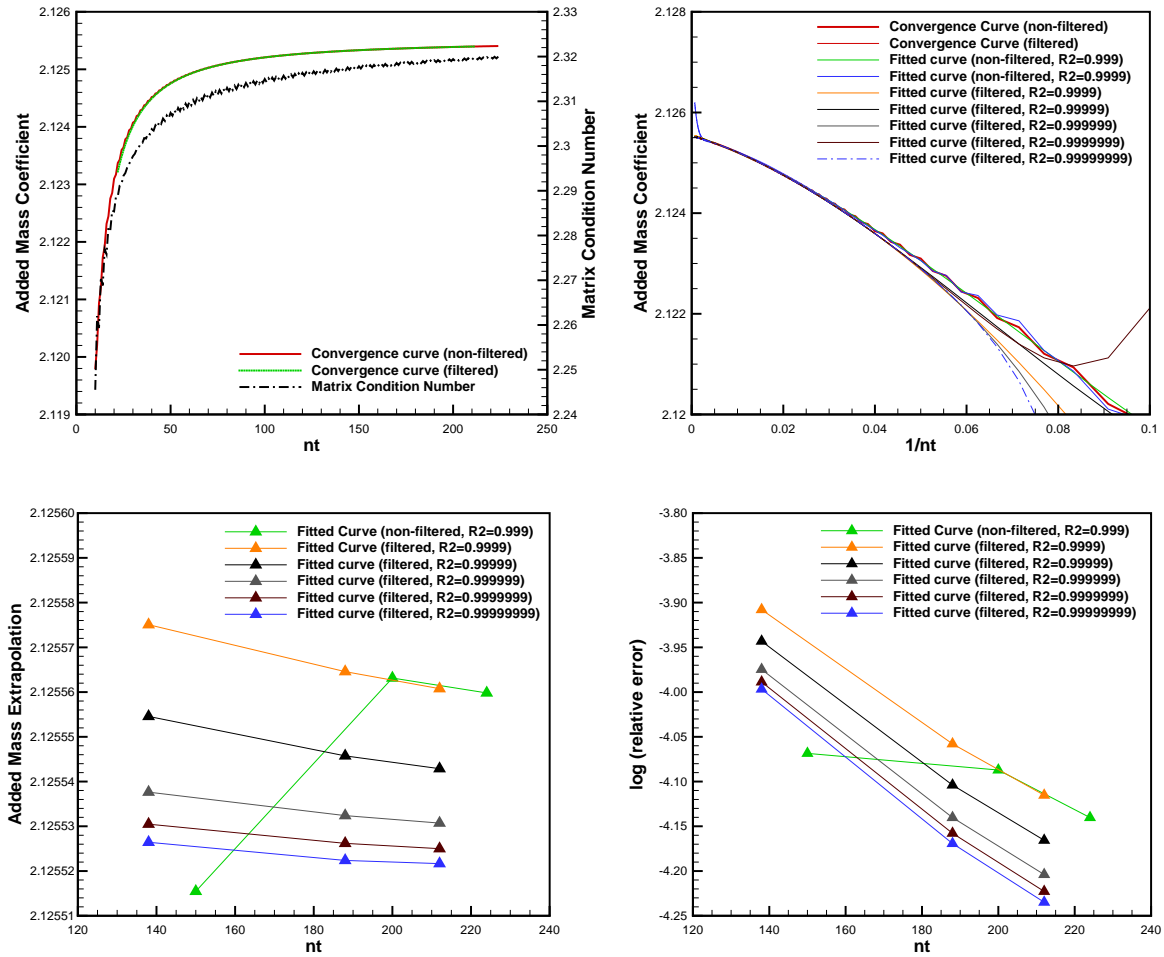 2.126
2.125
2.124
2.123
2.122
2.121
2.120
2.119
Added Mass Coefficient
2.33
2.32
2.31
2.3
2.29
2.28
2.27
2.26
2.25
2.24
Matrix Condition Number
Convergence curve (non-filtered)
Convergence curve (filtered)
Matrix Condition Number
0 50 100 150 200 250
nt
2.128
2.126
2.124
2.122
2.12
Added Mass Coefficient
Convergence Curve (non-filtered)
Convergence Curve (filtered)
Fitted curve (non-filtered, R2=0.999)
Fitted curve (non-filtered, R2=0.9999)
Fitted curve (filtered, R2=0.9999)
Fitted curve (filtered, R2=0.99999)
Fitted curve (filtered, R2=0.999999)
Fitted curve (filtered, R2=0.9999999)
Fitted curve (filtered, R2=0.99999999)
0 0.02 0.04 0.06 0.08 0.1
1/nt
2.12560
2.12559
2.12558
2.12557
2.12556
2.12555
2.12554
2.12553
2.12552
2.12551
Added Mass Extrapolation
Fitted Curve (non-filtered, R2=0.999)
Fitted Curve (filtered, R2=0.9999)
Fitted curve (filtered, R2=0.99999)
Fitted curve (filtered, R2=0.999999)
Fitted curve (filtered, R2=0.9999999)
Fitted curve (filtered, R2=0.99999999)
120 140 160 180 200 220 240
nt
-3.80
-3.85
-3.90
-3.95
-4.00
-4.05
-4.10
-4.15
-4.20
-4.25
log (relative error)
Fitted Curve (non-filtered, R2=0.999)
Fitted curve (filtered, R2=0.9999)
Fitted curve (filtered, R2=0.99999)
Fitted curve (filtered, R2=0.999999)
Fitted curve (filtered, R2=0.9999999)
Fitted curve (filtered, R2=0.99999999)
120 140 160 180 200 220 240
nt